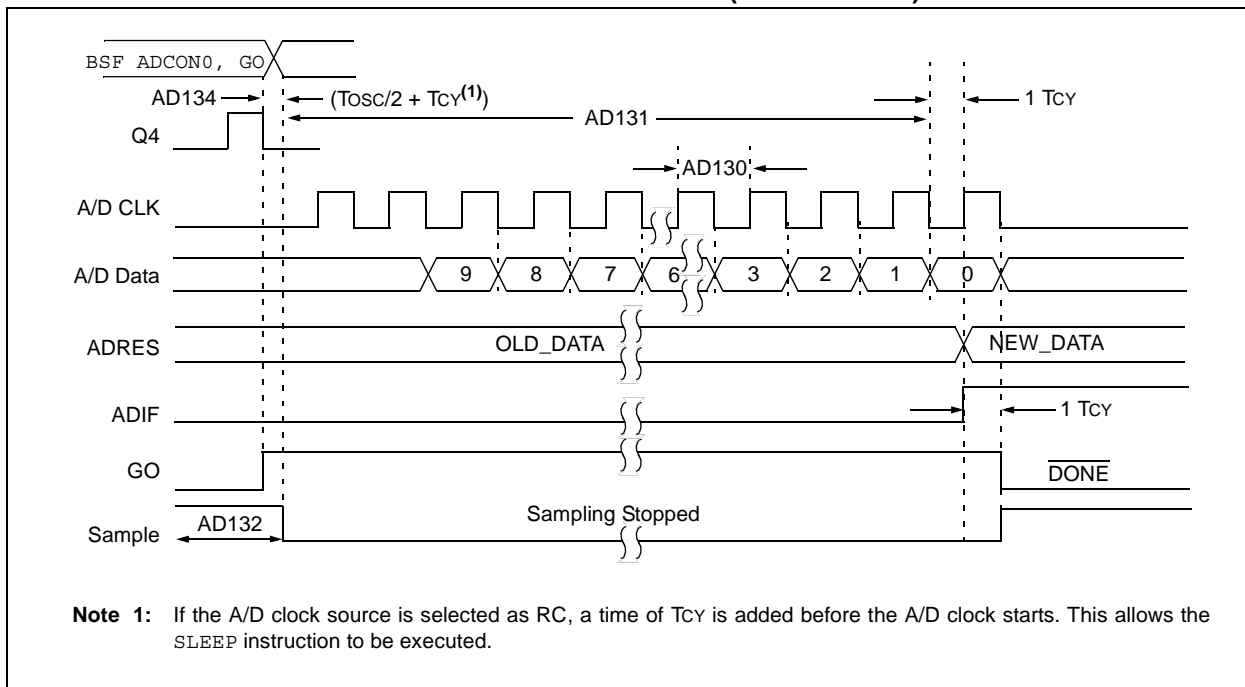 BSF ADCON0, GO
AD134
(TOSC/2 + TCY(1))
1 TCY
AD131
Q4
AD130
A/D CLK
A/D Data
9 8 7 6 3 2 1 0
ADRES
OLD_DATA
NEW_DATA
ADIF
1 TCY
GO
DONE
Sample
AD132
Sampling Stopped
Note 1: If the A/D clock source is selected as RC, a time of TCY is added before the A/D clock starts. This allows the
SLEEP instruction to be executed.